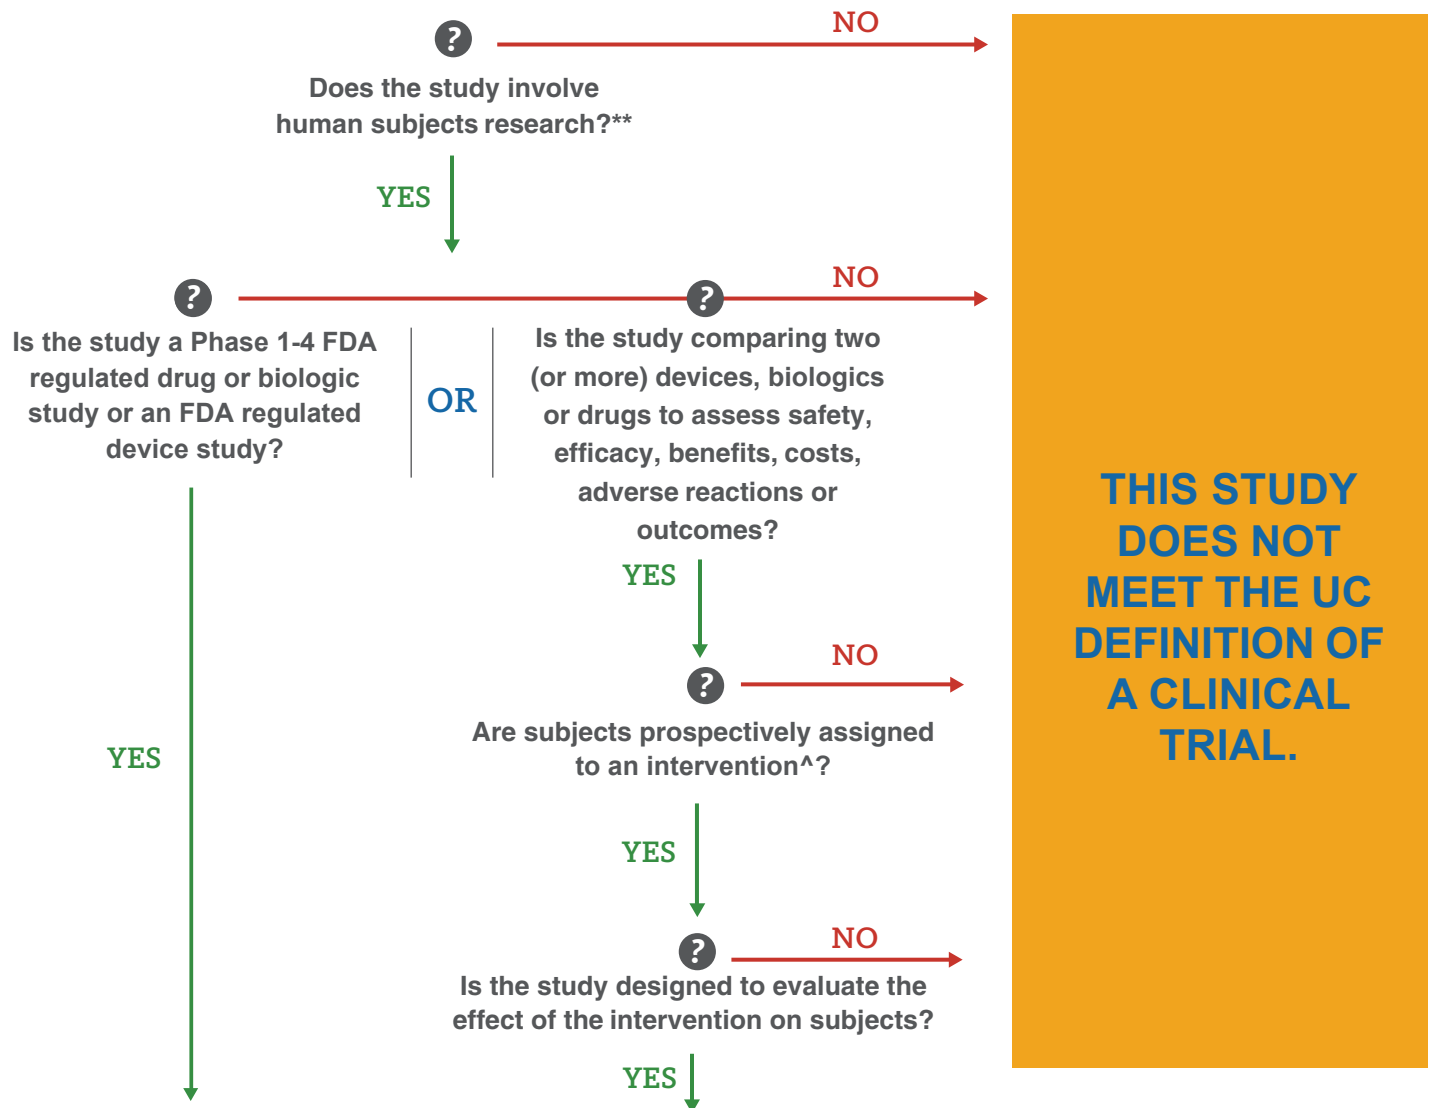 ?
NO
Does the study involve
human subjects research?**
YES
?
?
NO
Is the study a Phase 1-4 FDA
regulated drug or biologic
study or an FDA regulated
device study?
OR
Is the study comparing two
(or more) devices, biologics
or drugs to assess safety,
efficacy, benefits, costs,
adverse reactions or
outcomes?
YES
?
NO
Are subjects prospectively assigned
to an intervention^?
YES
YES
?
NO
Is the study designed to evaluate the
effect of the intervention on subjects?
YES
THIS STUDY
DOES NOT
MEET THE UC
DEFINITION OF
A CLINICAL
TRIAL.